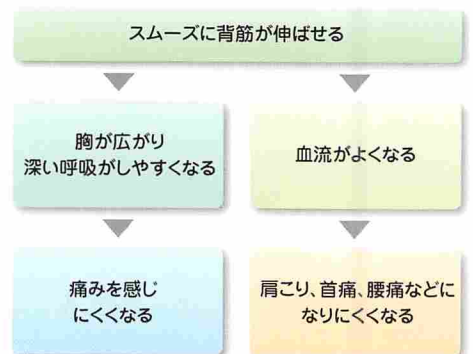 スムーズに背筋が伸ばせる
胸が広がり
深い呼吸がしやすくなる
血流がよくなる
痛みを感じ
にくくなる
肩こり、首痛、腰痛などに
なりにくくなる